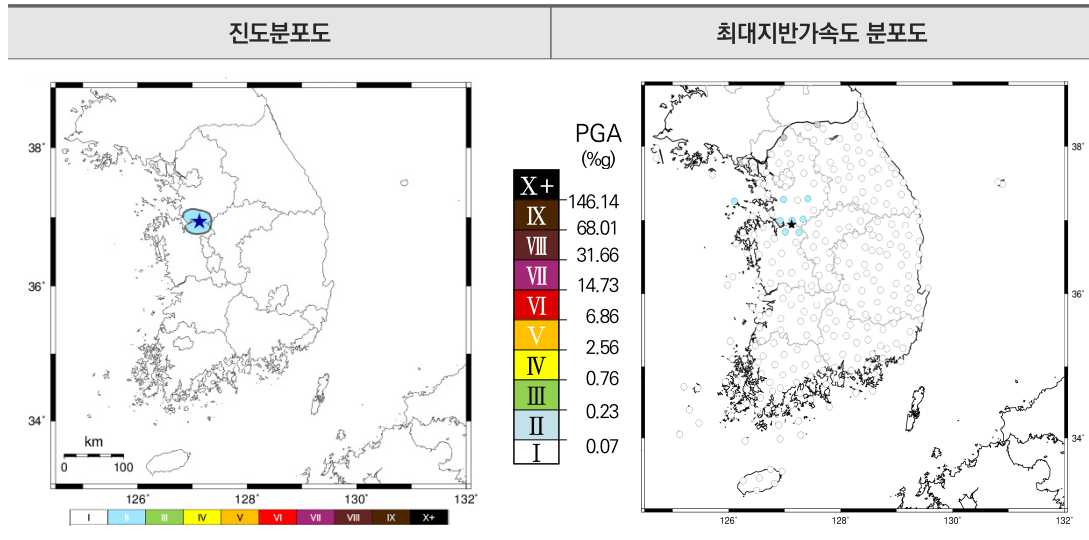 진도분포도
최대지반가속도 분포도
38°
36°
34°
km
0 100
126° 128° 130° 132°
I II III IV V VI VII VIII IX X+
PGA
(%g)
X+
146.14
IX
68.01
VIII
31.66
VII
14.73
VI
6.86
V
2.56
IV
0.76
III
0.23
II
0.07
I
38°
36°
34°
126° 128° 130° 132°